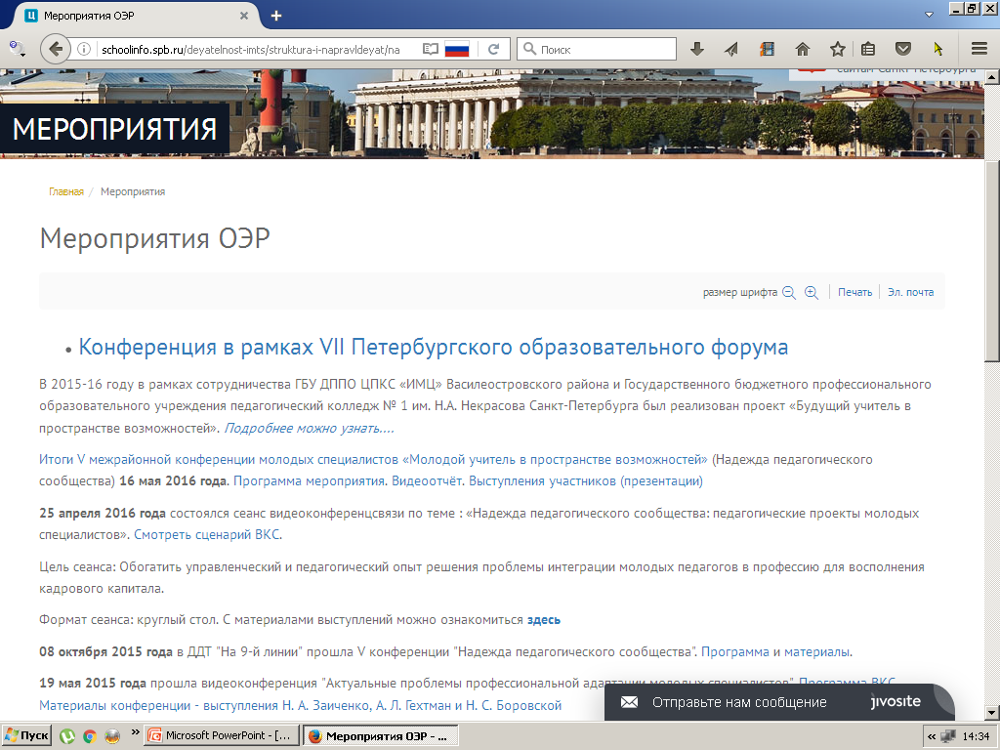 Мероприятия ОЭР
schoolinfo.spb.ru/deyatelnost-imts/struktura-i-napravldeyat/na
Поиск
сайтам Санкт-Петербурга
МЕРОПРИЯТИЯ
Главная / Мероприятия
Мероприятия ОЭР
размер шрифта Печать Эл. почта
• Конференция в рамках VII Петербургского образовательного форума
В 2015-16 году в рамках сотрудничества ГБУ ДППО ЦПКС «ИМЦ» Василеостровского района и Государственного бюджетного профессионального
образовательного учреждения педагогический колледж № 1 им. Н.А. Некрасова Санкт-Петербурга был реализован проект «Будущий учитель в
пространстве возможностей». Подробнее можно узнать....
Итоги V межрайонной конференции молодых специалистов «Молодой учитель в пространстве возможностей» (Надежда педагогического
сообщества) 16 мая 2016 года. Программа мероприятия. Видеоотчёт. Выступления участников (презентации)
25 апреля 2016 года состоялся сеанс видеоконференцсвязи по теме : «Надежда педагогического сообщества: педагогические проекты молодых
специалистов». Смотреть сценарий ВКС.
Цель сеанса: Обогатить управленческий и педагогический опыт решения проблемы интеграции молодых педагогов в профессию для восполнения
кадрового капитала.
Формат сеанса: круглый стол. С материалами выступлений можно ознакомиться здесь
08 октября 2015 года в ДДТ "На 9-й линии" прошла V конференции "Надежда педагогического сообщества". Программа и материалы.
19 мая 2015 года прошла видеоконференция "Актуальные проблемы профессиональной адаптации молодых специалистов". Программа ВКС
Материалы конференции - выступления Н. А. Заиченко, А. Л. Гехтман и Н. С. Боровской
Отправьте нам сообщение jivosite
Пуск » Microsoft PowerPoint - [... Мероприятия ОЭР - ... « 14:34